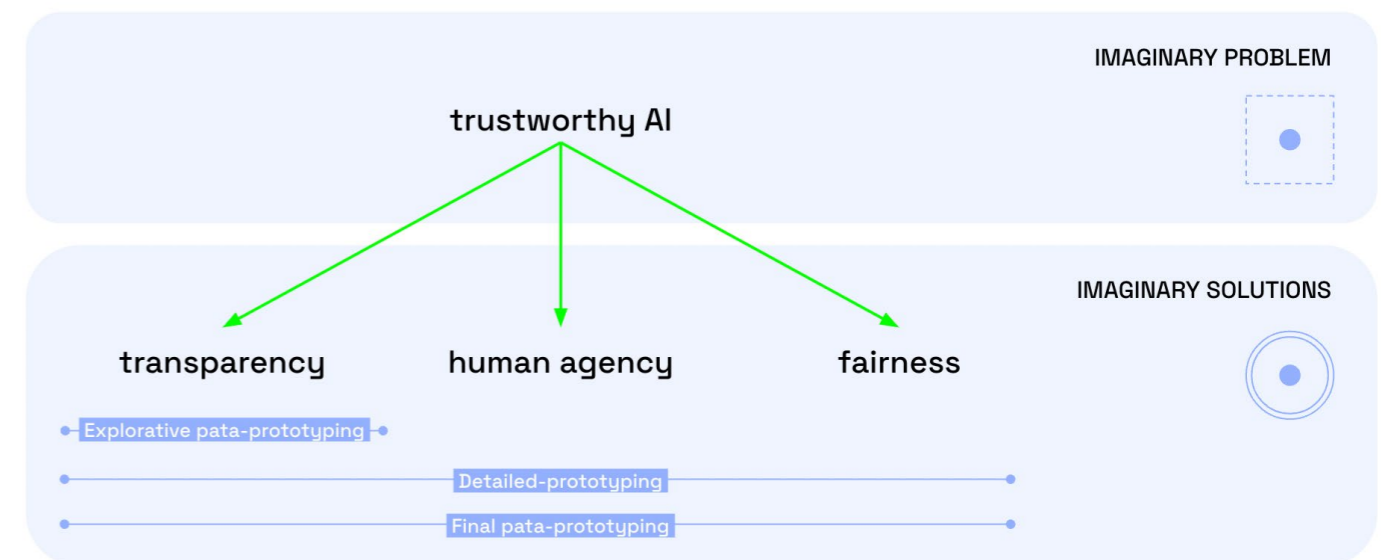 IMAGINARY PROBLEM
trustworthy AI
IMAGINARY SOLUTIONS
transparency
human agency
fairness
Explorative pata-prototyping
Detailed-prototyping
Final pata-prototyping